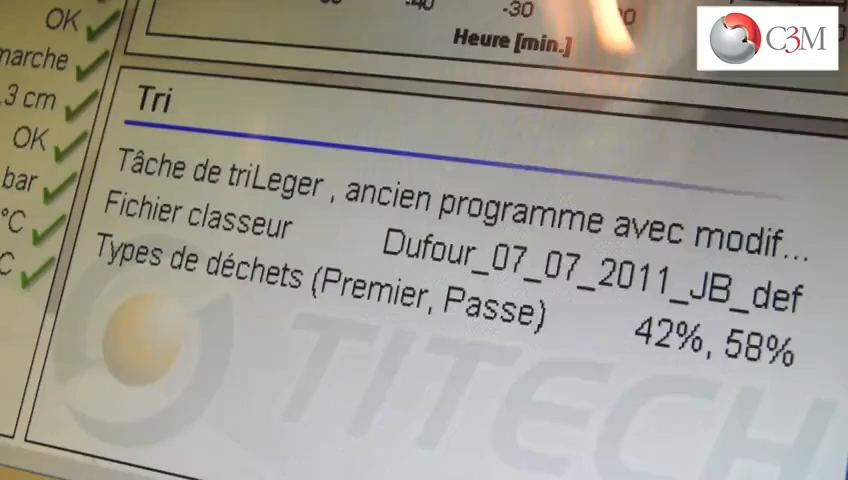 -40 -30
Heure [min.]
C3M
OK
marche
.3 cm
OK
bar
°C
C
Tri
Tâche de triLeger , ancien programme avec modif...
Fichier classeur Dufour_07_07_2011_JB_def
Types de déchets (Premier, Passe) 42%, 58%
TITECH